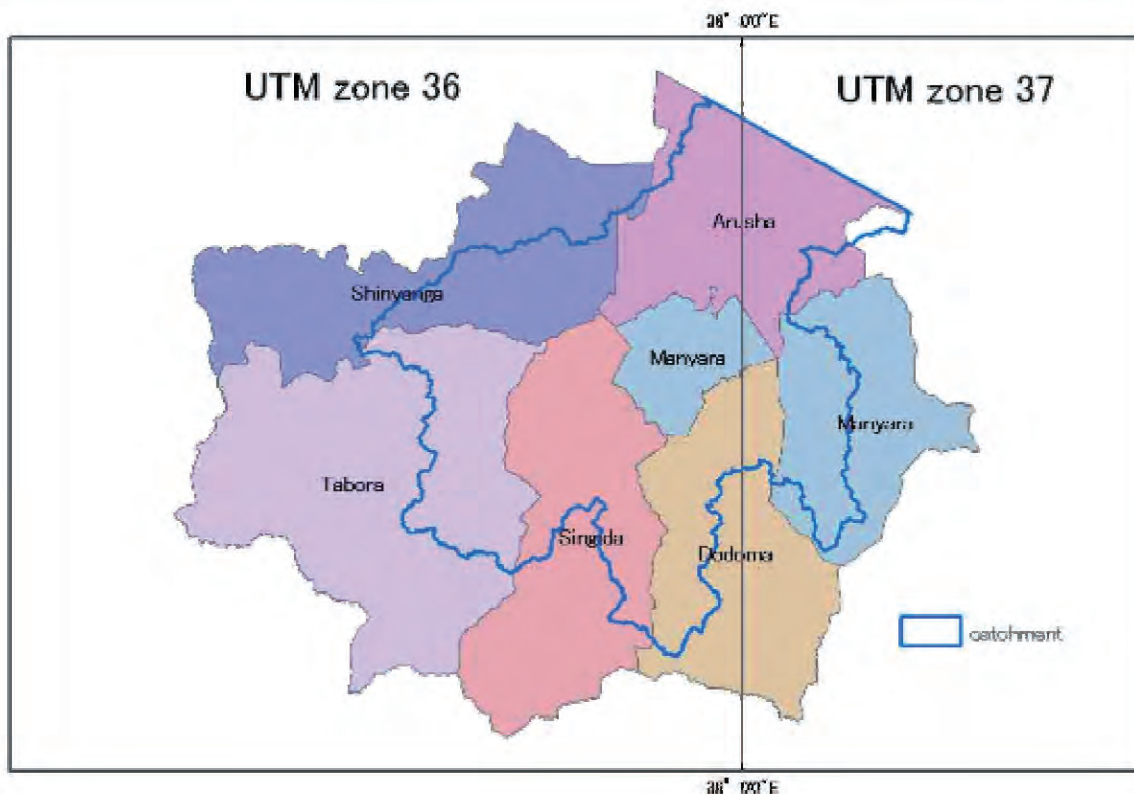 36° 00'E
UTM zone 36
UTM zone 37
Arusha
Shinyanga
Manyara
Manyara
Tabora
Singida
Dodoma
catchment
36° 00'E